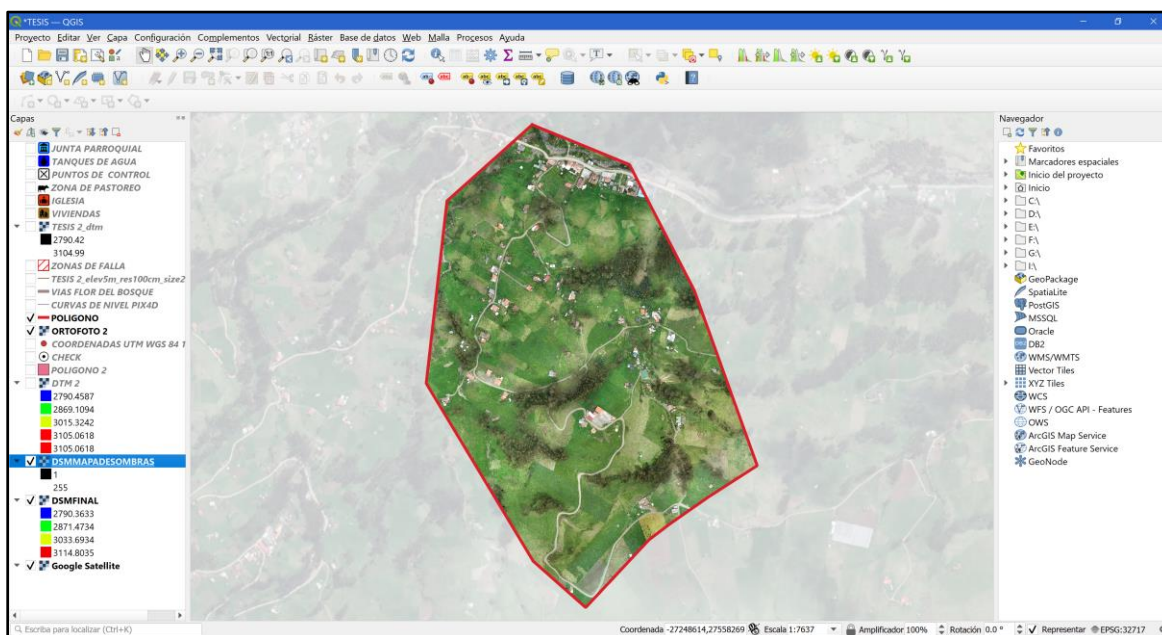 *TESIS — QGIS
Proyecto Editar Ver Capa Configuración Complementos Vectorial Ráster Base de datos Web Malla Procesos Ayuda
Capas
JUNTA PARROQUIAL
TANQUES DE AGUA
PUNTOS DE CONTROL
ZONA DE PASTOREO
IGLESIA
VIVIENDAS
TESIS 2_dtm
2790.42
3104.99
ZONAS DE FALLA
TESIS 2_elev5m_res100cm_size2
VIAS FLOR DEL BOSQUE
CURVAS DE NIVEL PIX4D
POLIGONO
ORTOFOTO 2
COORDENADAS UTM WGS 84 1
CHECK
POLIGONO 2
DTM 2
2790.4587
2869.1094
3015.3242
3105.0618
3105.0618
DSMMAPADESOMBRAS
1
255
DSMFINAL
2790.3633
2871.4734
3033.6934
3114.8035
Google Satellite
Navegador
Favoritos
Marcadores espaciales
Inicio del proyecto
Inicio
C:\
D:\
E:\
F:\
G:\
I:\
GeoPackage
SpatiaLite
PostGIS
MSSQL
Oracle
DB2
WMS/WMTS
Vector Tiles
XYZ Tiles
WCS
WFS / OGC API - Features
OWS
ArcGIS Map Service
ArcGIS Feature Service
GeoNode
Escriba para localizar (Ctrl+K) Coordenada -27248614,27558269 Escala 1:7637 Amplificador 100% Rotación 0.0 ° Representar EPSG:32717